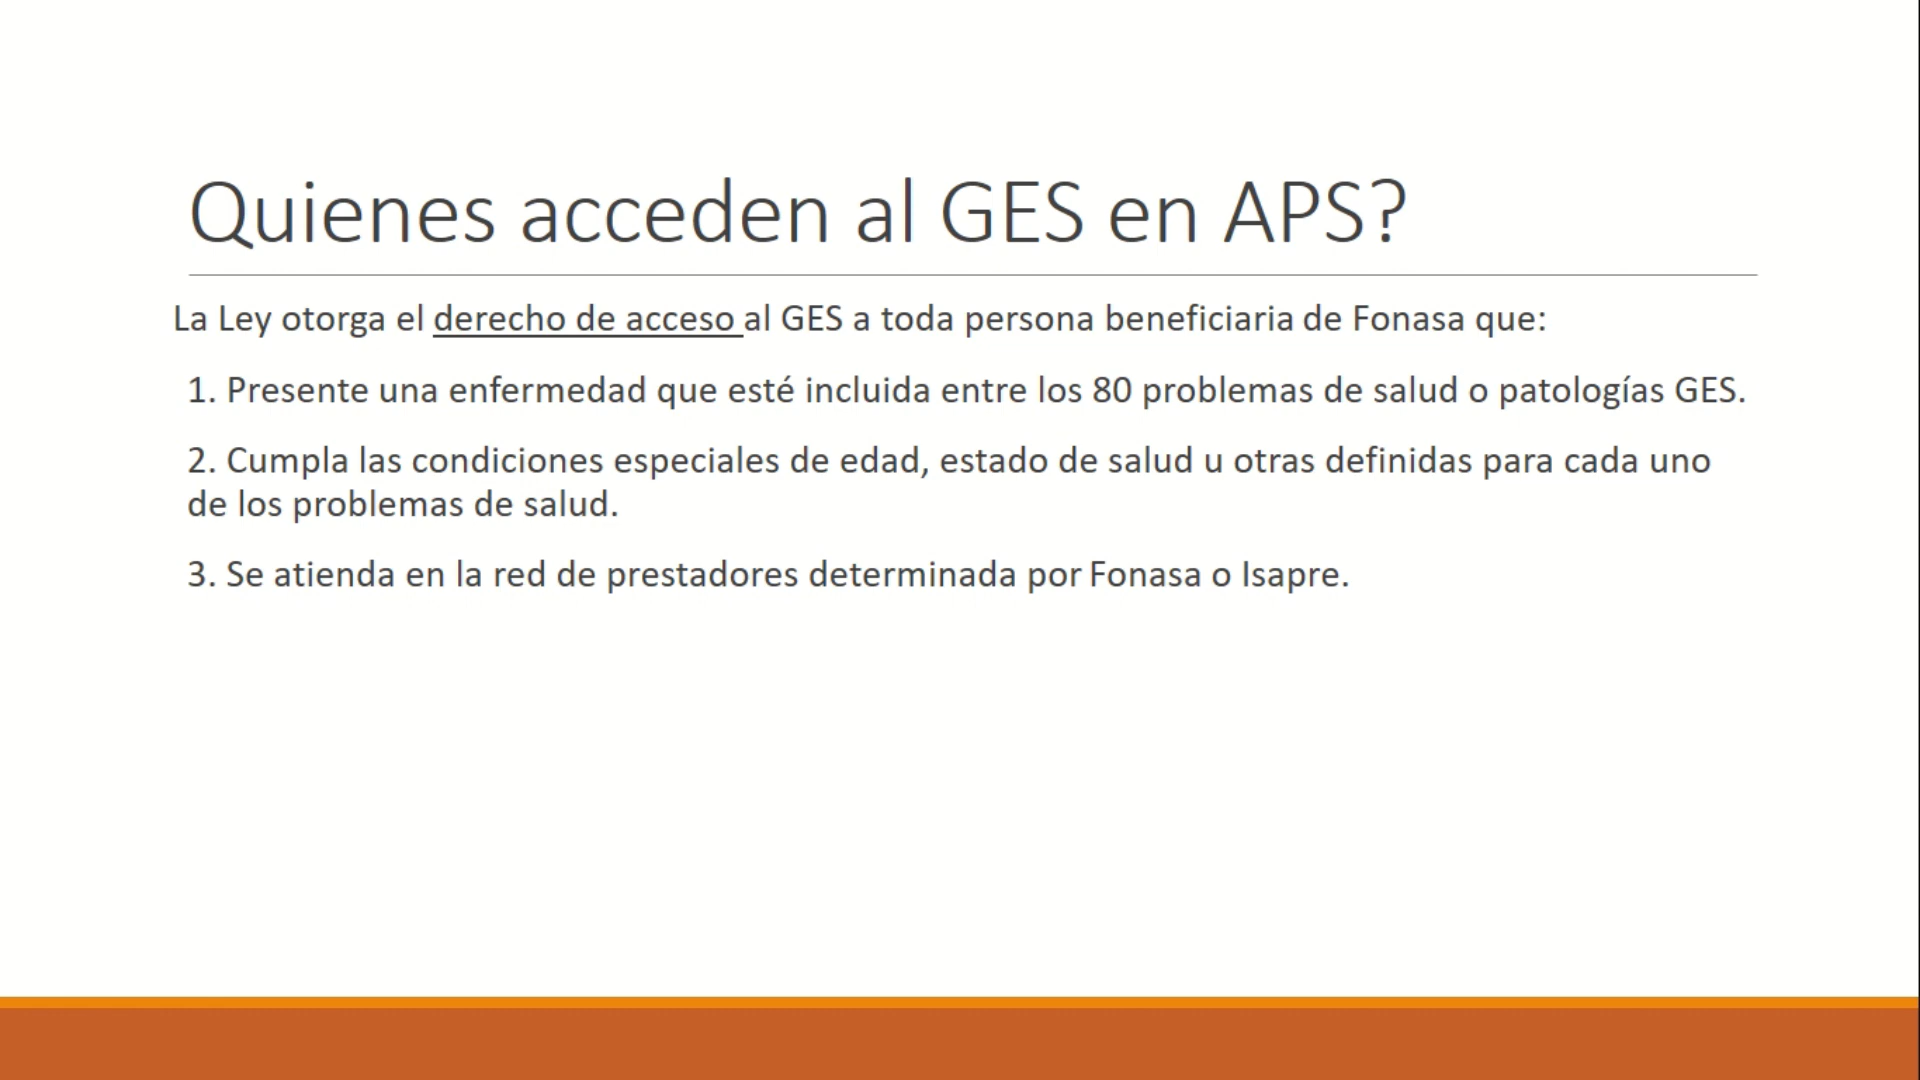 Quienes acceden al GES en APS?
La Ley otorga el derecho de acceso al GES a toda persona beneficiaria de Fonasa que:
1. Presente una enfermedad que esté incluida entre los 80 problemas de salud o patologías GES.
2. Cumpla las condiciones especiales de edad, estado de salud u otras definidas para cada uno
de los problemas de salud.
3. Se atienda en la red de prestadores determinada por Fonasa o Isapre.